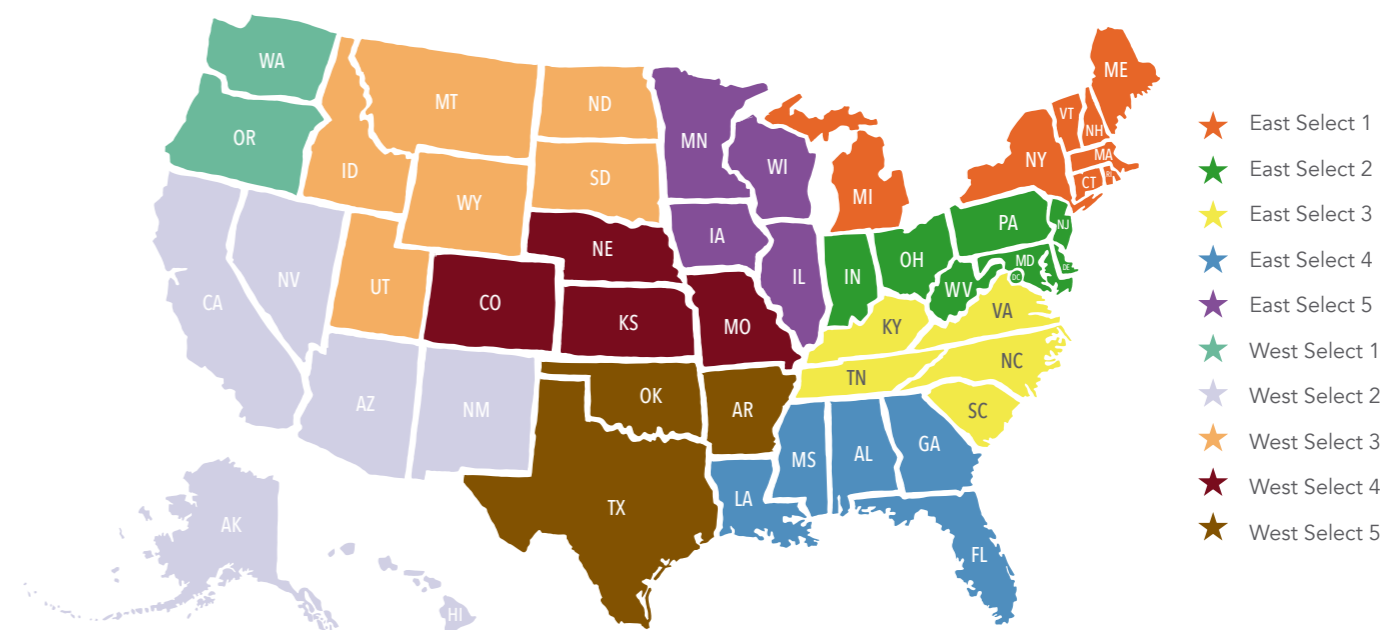 WA
OR
MT
ID
WY
ND
SD
MN
WI
MI
ME
VT
NH
NY
MA
CT
RI
CA
NV
UT
CO
NE
KS
IA
MO
IL
IN
OH
PA
NJ
MD
DE
DC
WV
VA
KY
NC
TN
SC
AZ
NM
OK
AR
TX
LA
MS
AL
GA
FL
AK
HI
East Select 1
East Select 2
East Select 3
East Select 4
East Select 5
West Select 1
West Select 2
West Select 3
West Select 4
West Select 5